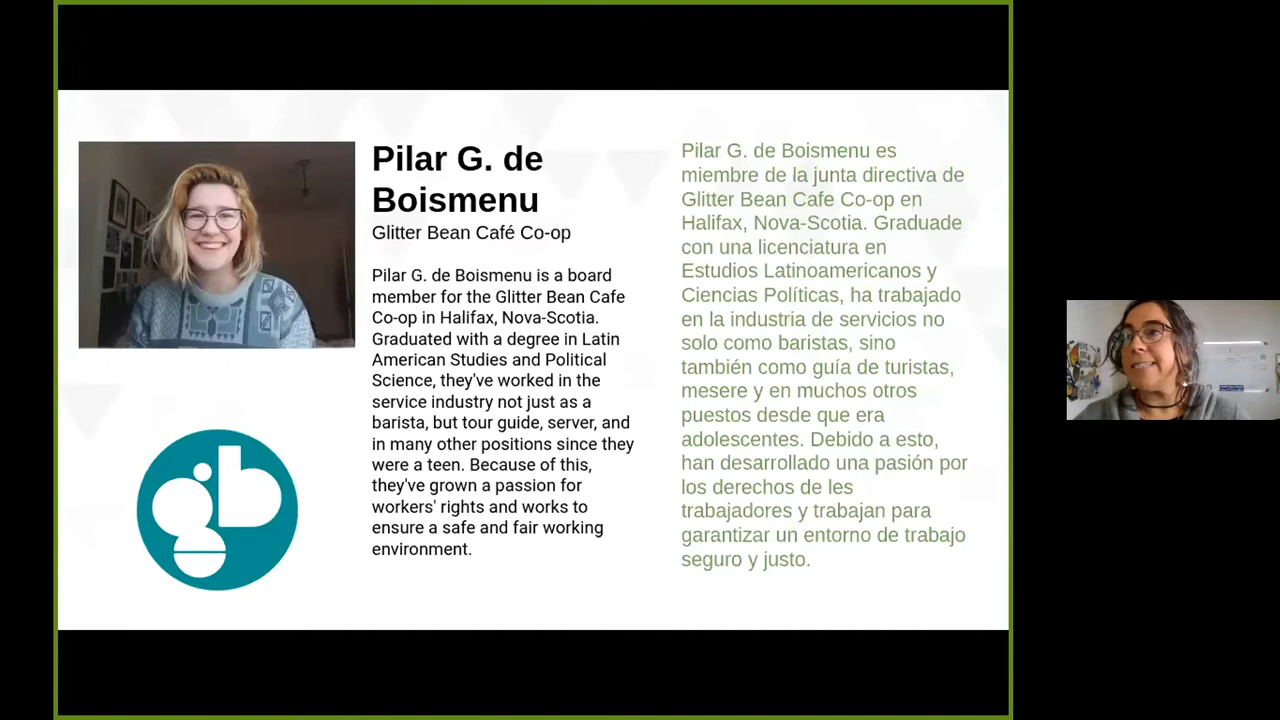 Pilar G. de
Boismenu
Glitter Bean Café Co-op
Pilar G. de Boismenu is a board
member for the Glitter Bean Cafe
Co-op in Halifax, Nova-Scotia.
Graduated with a degree in Latin
American Studies and Political
Science, they've worked in the
service industry not just as a
barista, but tour guide, server, and
in many other positions since they
were a teen. Because of this,
they've grown a passion for
workers' rights and works to
ensure a safe and fair working
environment.
Pilar G. de Boismenu es
miembre de la junta directiva de
Glitter Bean Cafe Co-op en
Halifax, Nova-Scotia. Graduade
con una licenciatura en
Estudios Latinoamericanos y
Ciencias Políticas, ha trabajado
en la industria de servicios no
solo como baristas, sino
también como guía de turistas,
mesere y en muchos otros
puestos desde que era
adolescentes. Debido a esto,
han desarrollado una pasión por
los derechos de les
trabajadores y trabajan para
garantizar un entorno de trabajo
seguro y justo.
gb